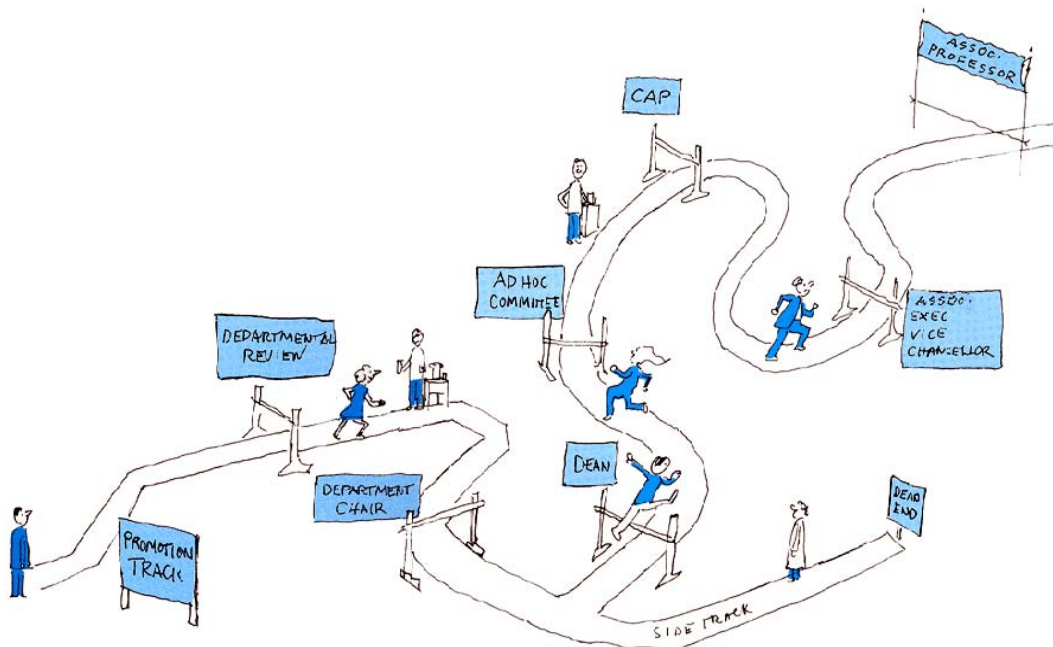 PROMOTION
TRACK
DEPARTMENTAL
REVIEW
DEPARTMENT
CHAIR
SIDE TRACK
DEAD
END
DEAN
AD HOC
COMMITTEE
CAP
ASSOC.
EXEC
VICE
CHANCELLOR
ASSOC.
PROFESSOR